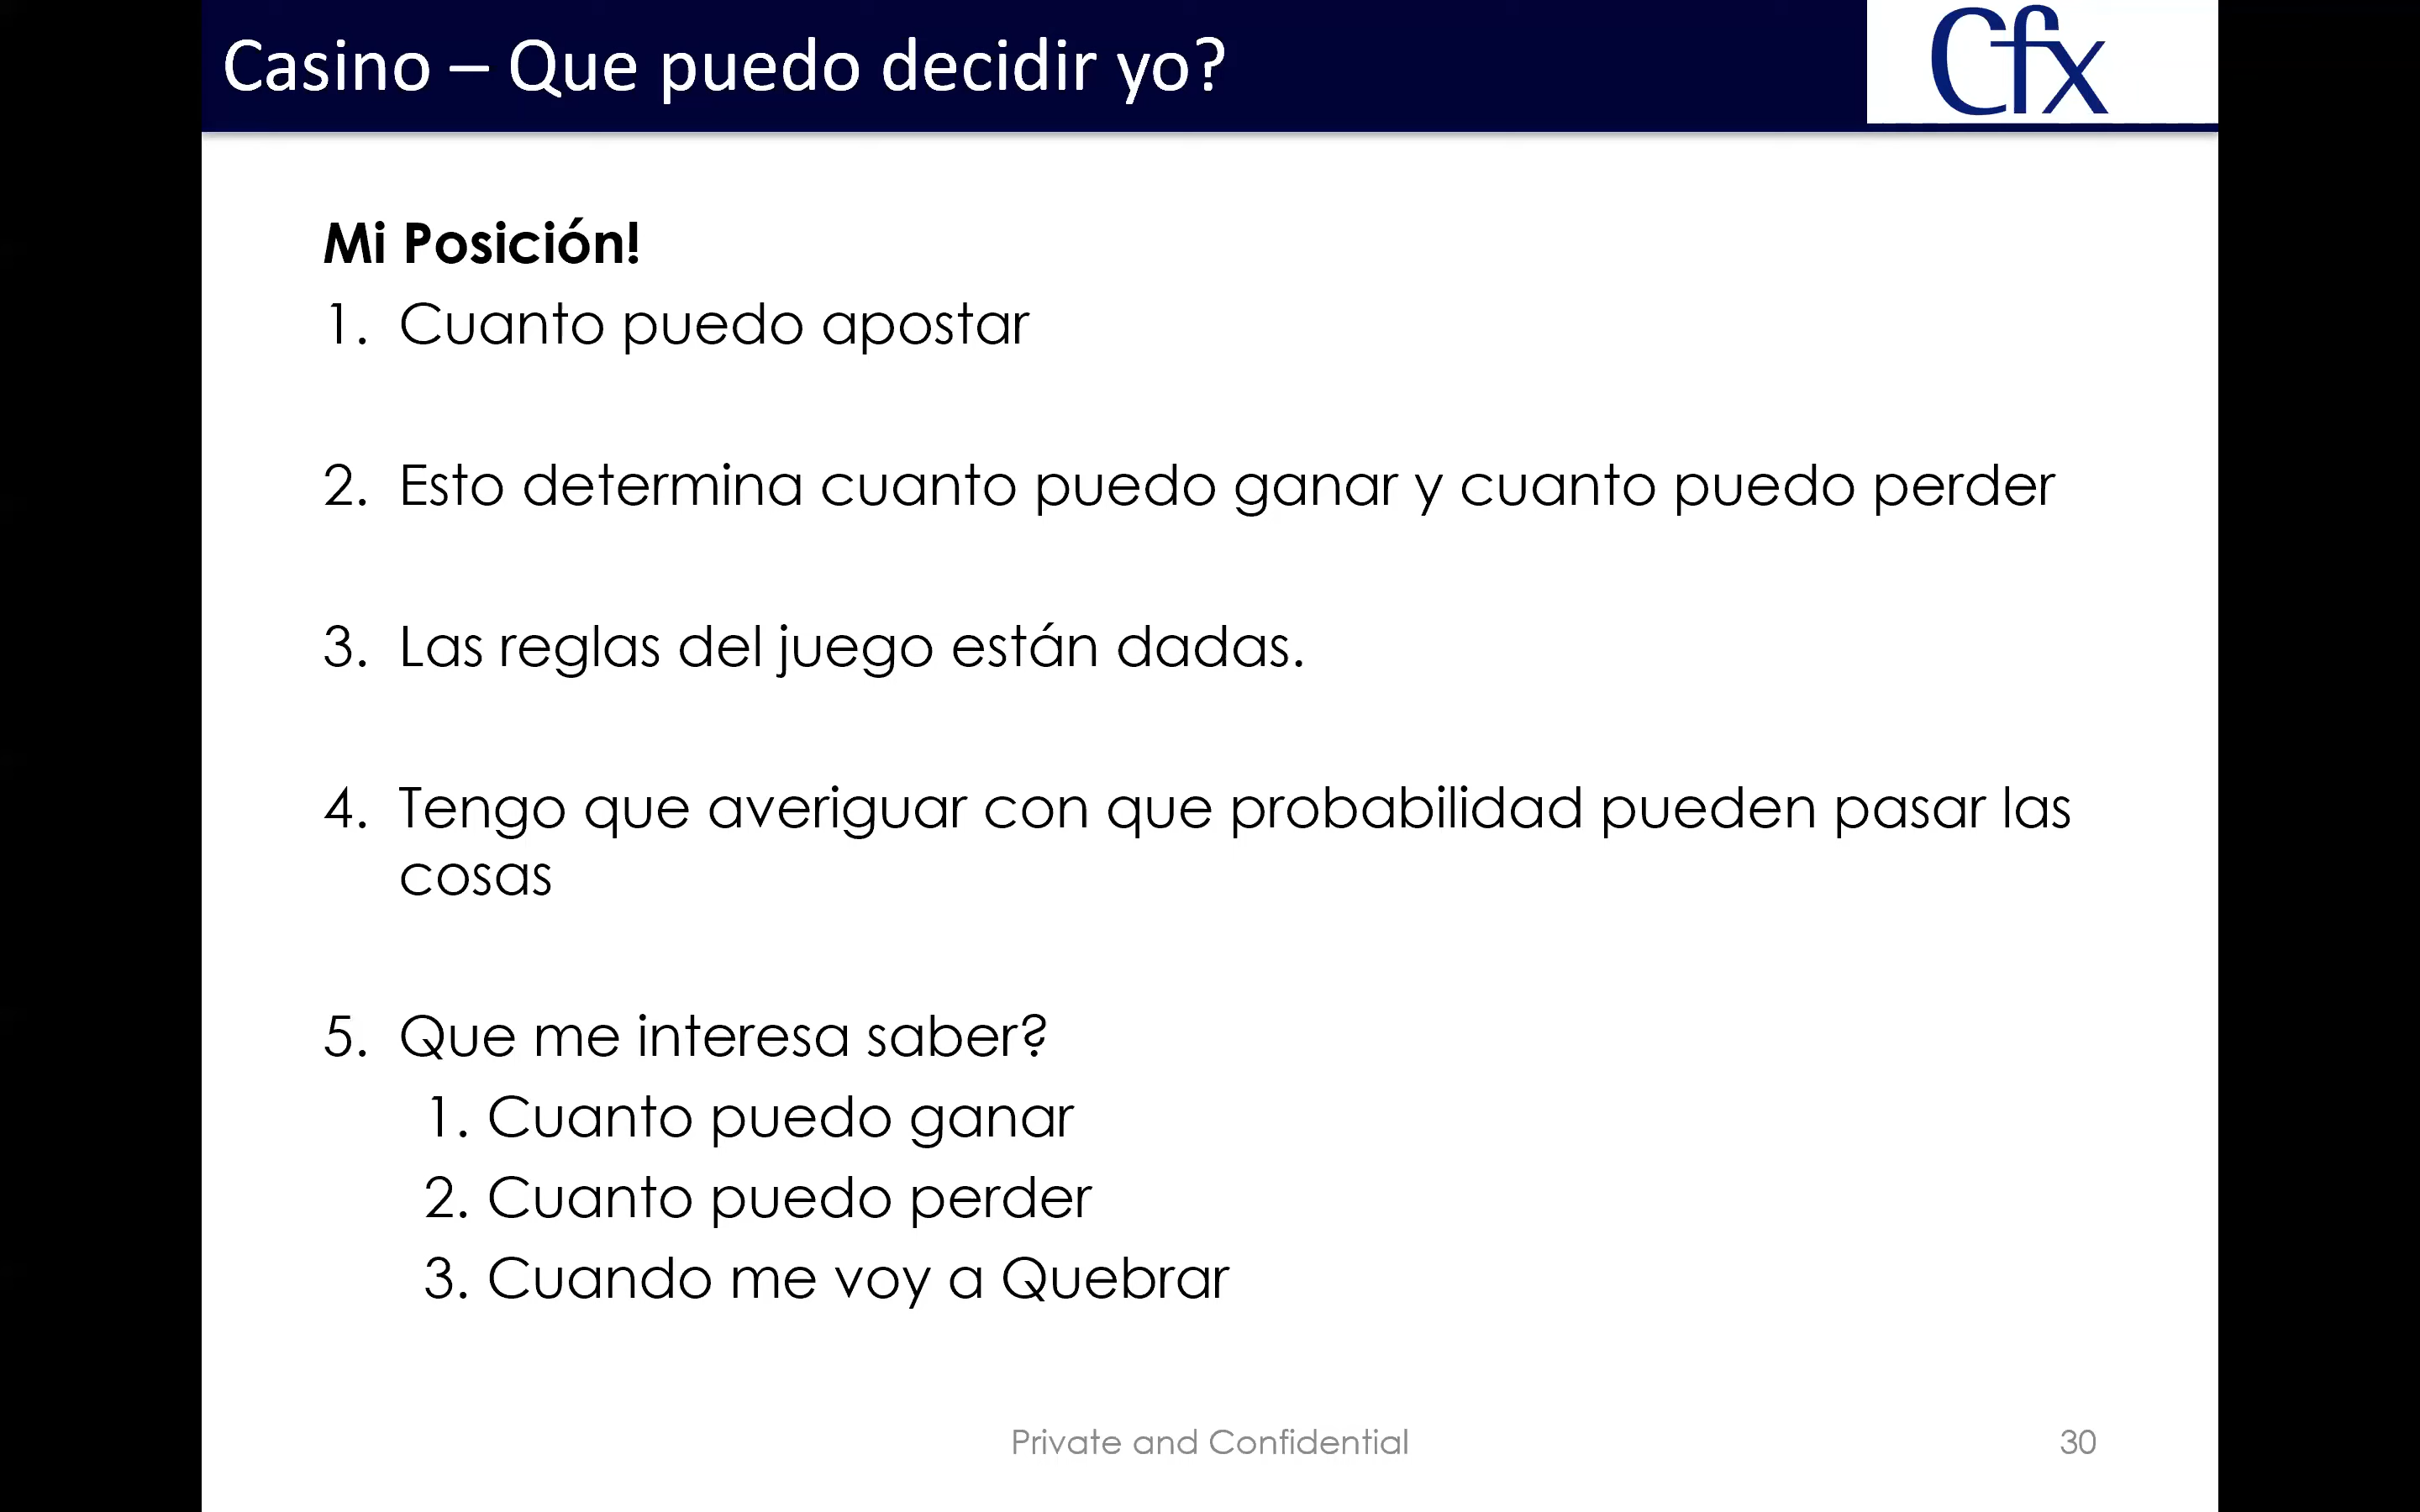 Casino – Que puedo decidir yo?
Cfx
Mi Posición!
1. Cuanto puedo apostar
2. Esto determina cuanto puedo ganar y cuanto puedo perder
3. Las reglas del juego están dadas.
4. Tengo que averiguar con que probabilidad pueden pasar las
cosas
5. Que me interesa saber?
1. Cuanto puedo ganar
2. Cuanto puedo perder
3. Cuando me voy a Quebrar
Private and Confidential
30